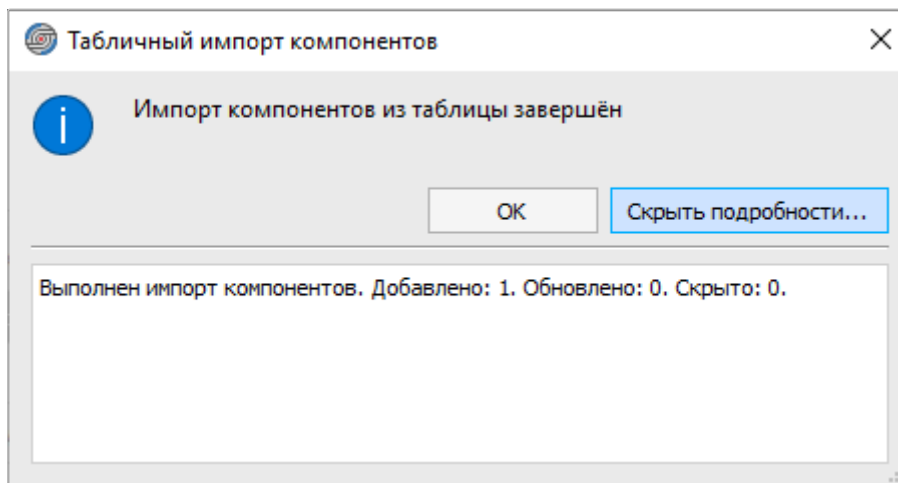 Табличный импорт компонентов
Импорт компонентов из таблицы завершён
OK
Скрыть подробности...
Выполнен импорт компонентов. Добавлено: 1. Обновлено: 0. Скрыто: 0.